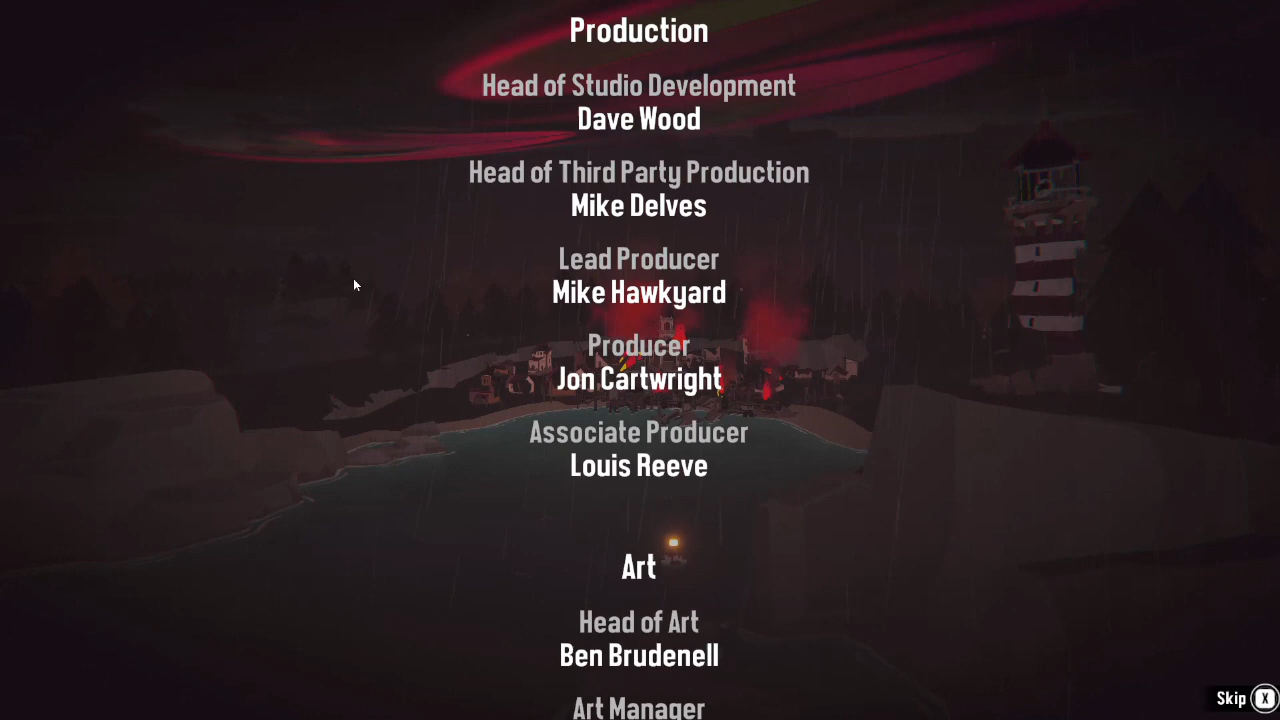 Production
Head of Studio Development
Dave Wood
Head of Third Party Production
Mike Delves
Lead Producer
Mike Hawkyard
Producer
Jon Cartwright
Associate Producer
Louis Reeve
Art
Head of Art
Ben Brudenell
Art Manager
Skip X